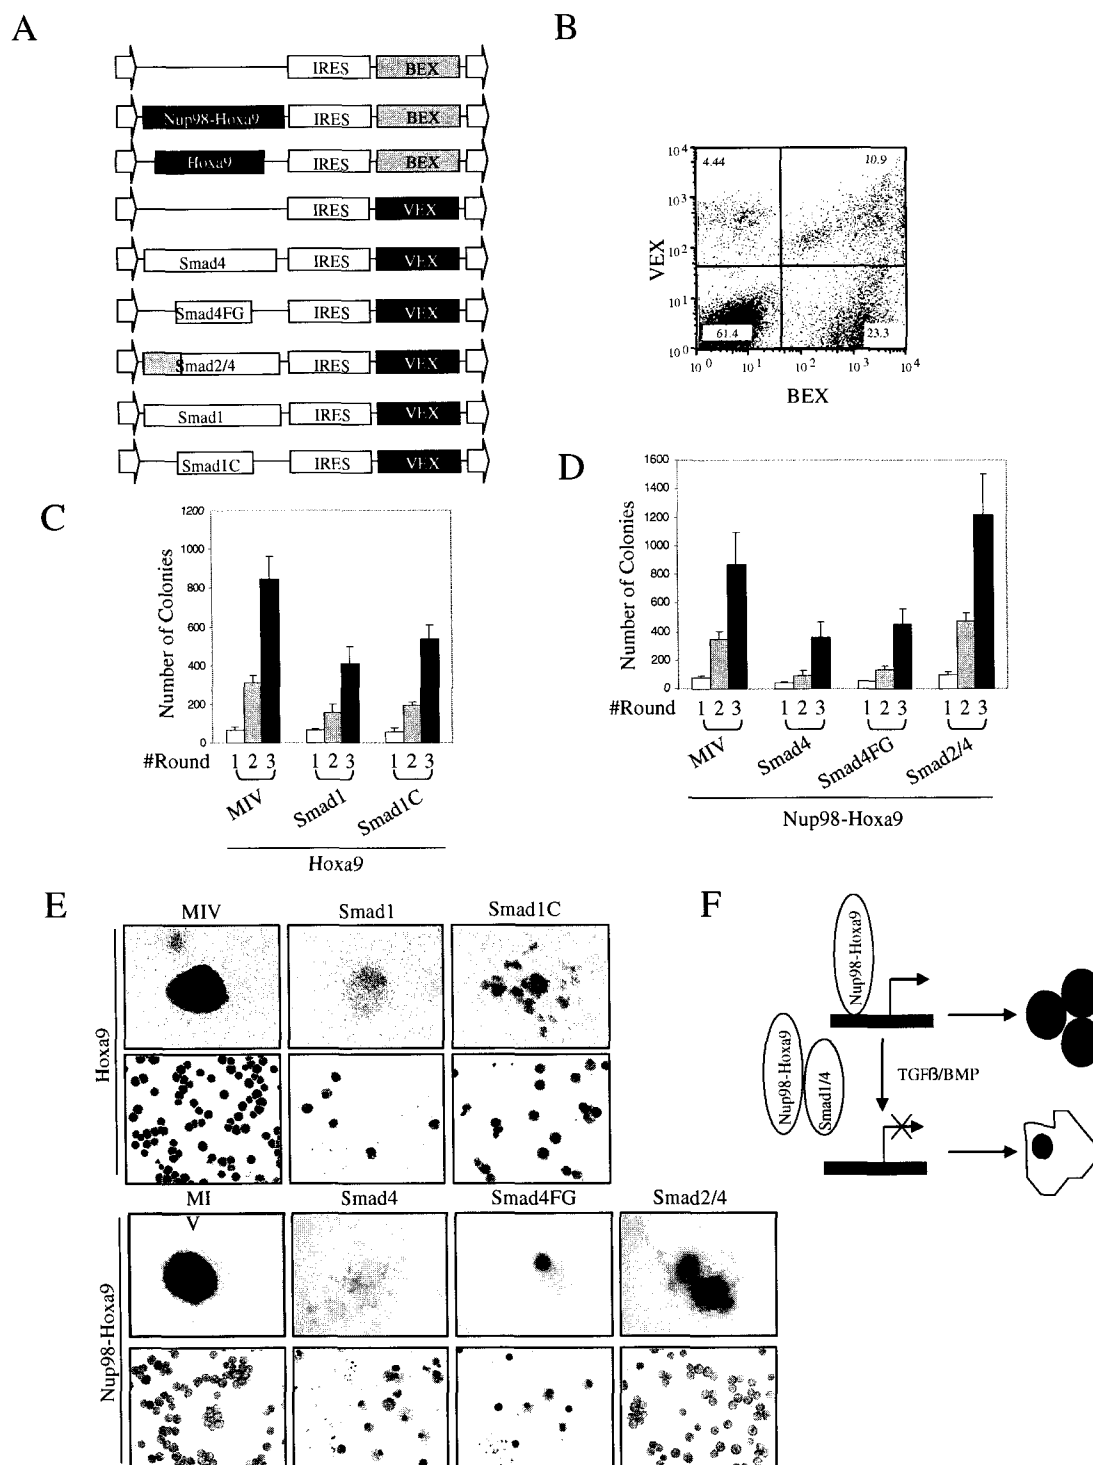 A
IRES BEX
Nup98-Hoxa9 IRES BEX
Hoxa9 IRES BEX
IRES VEX
Smad4 IRES VEX
Smad4FG IRES VEX
Smad2/4 IRES VEX
Smad1 IRES VEX
Smad1C IRES VEX
B
10^4
10^3
10^2
10^1
10^0
4.44 10.9
61.4 23.3
VEX
10^0 10^1 10^2 10^3 10^4
BEX
C
Number of Colonies
1200
1000
800
600
400
200
0
#Round 1 2 3 1 2 3 1 2 3
MIV Smad1 Smad1C
Hoxa9
D
Number of Colonies
1600
1400
1200
1000
800
600
400
200
0
#Round 1 2 3 1 2 3 1 2 3 1 2 3
MIV Smad4 Smad4FG Smad2/4
Nup98-Hoxa9
E
MIV Smad1 Smad1C
Hoxa9
MI
V
Smad4 Smad4FG Smad2/4
Nup98-Hoxa9
F
Nup98-Hoxa9
Nup98-Hoxa9
Smad1/4
TGFß/BMP